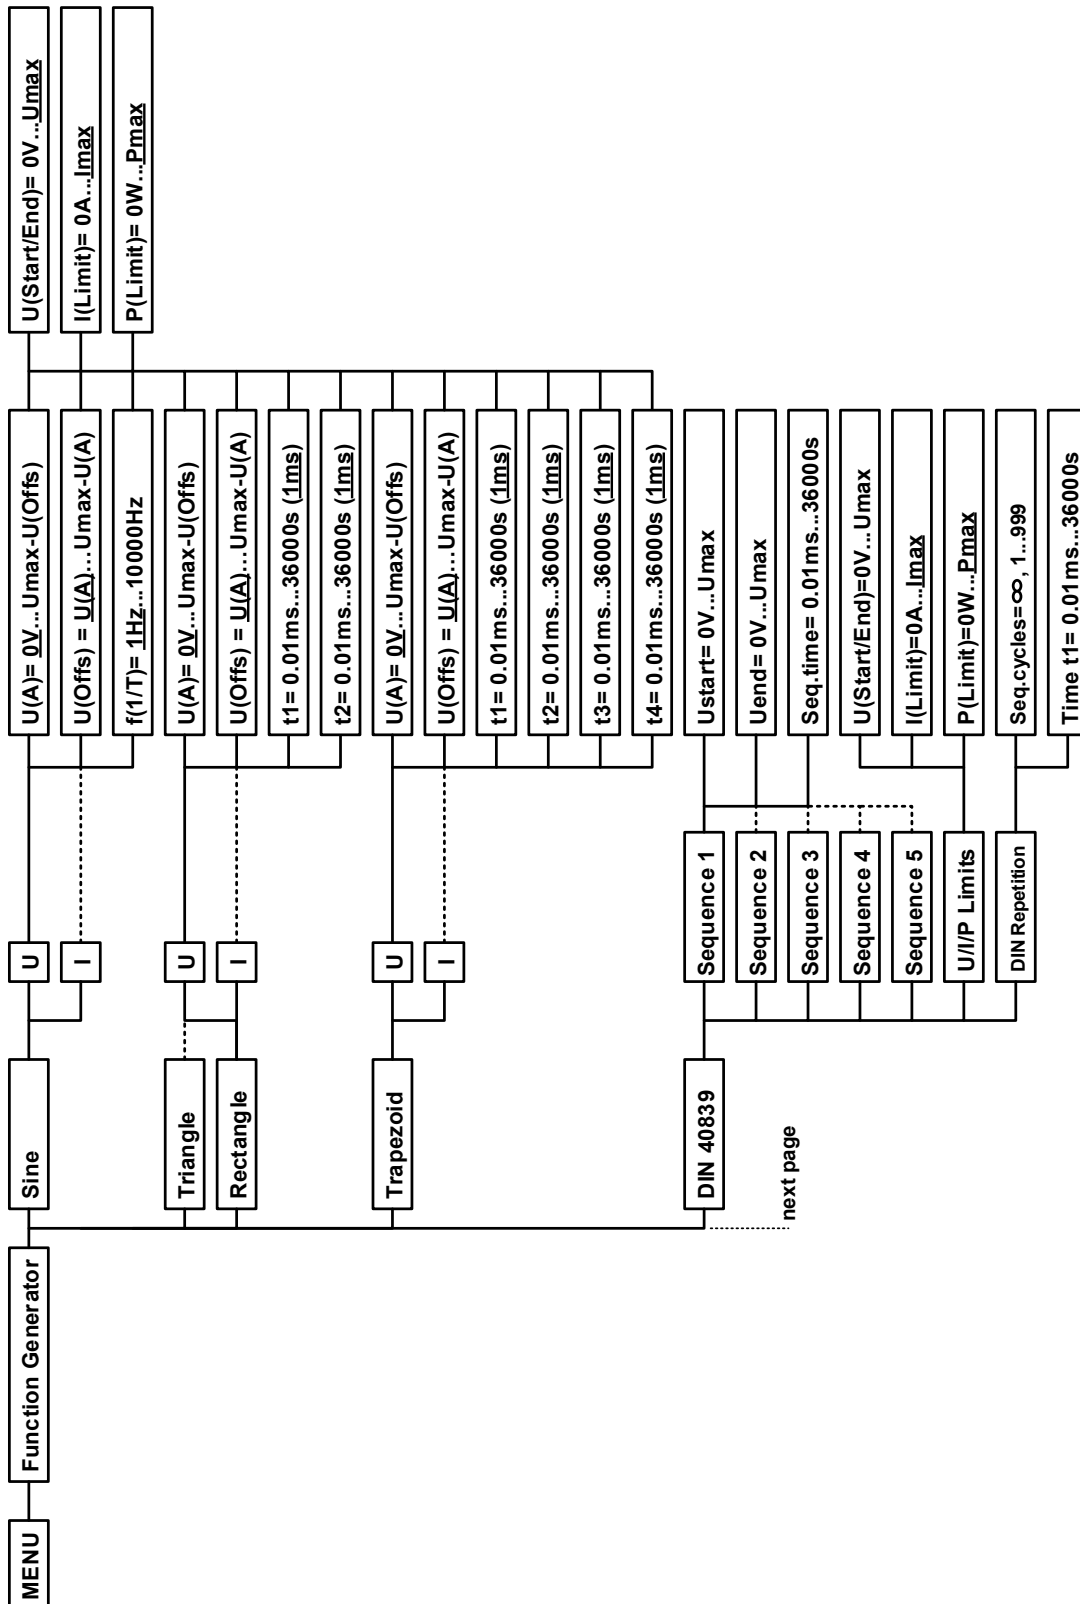 MENU
Function Generator
Sine
U
I
U(A)= 0V...Umax-U(Offs)
U(Offs) = U(A)...Umax-U(A)
f(1/T)= 1Hz...10000Hz
U(Start/End)= 0V...Umax
I(Limit)= 0A...Imax
P(Limit)= 0W...Pmax
Triangle
Rectangle
U
I
U(A)= 0V...Umax-U(Offs)
U(Offs) = U(A)...Umax-U(A)
t1= 0.01ms...36000s (1ms)
t2= 0.01ms...36000s (1ms)
Trapezoid
U
I
U(A)= 0V...Umax-U(Offs)
U(Offs) = U(A)...Umax-U(A)
t1= 0.01ms...36000s (1ms)
t2= 0.01ms...36000s (1ms)
t3= 0.01ms...36000s (1ms)
t4= 0.01ms...36000s (1ms)
DIN 40839
Sequence 1
Sequence 2
Sequence 3
Sequence 4
Sequence 5
U/I/P Limits
DIN Repetition
Ustart= 0V...Umax
Uend= 0V...Umax
Seq.time= 0.01ms...36000s
U(Start/End)=0V...Umax
I(Limit)=0A...Imax
P(Limit)=0W...Pmax
Seq.cycles=∞, 1...999
Time t1= 0.01ms...36000s
next page